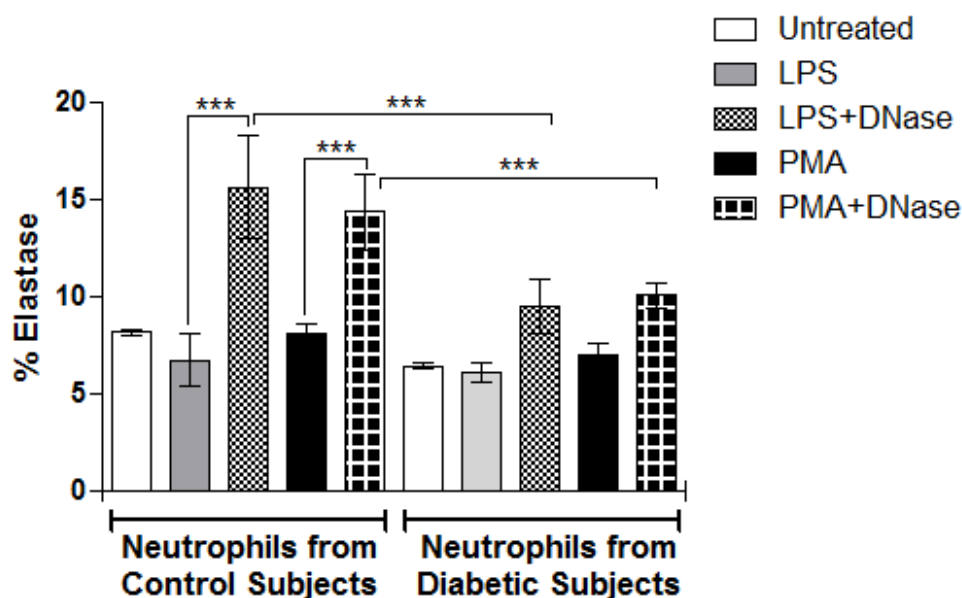 Untreated
LPS
LPS+DNase
PMA
PMA+DNase
% Elastase
20
15
10
5
0
***
***
***
***
Neutrophils from
Control Subjects
Neutrophils from
Diabetic Subjects